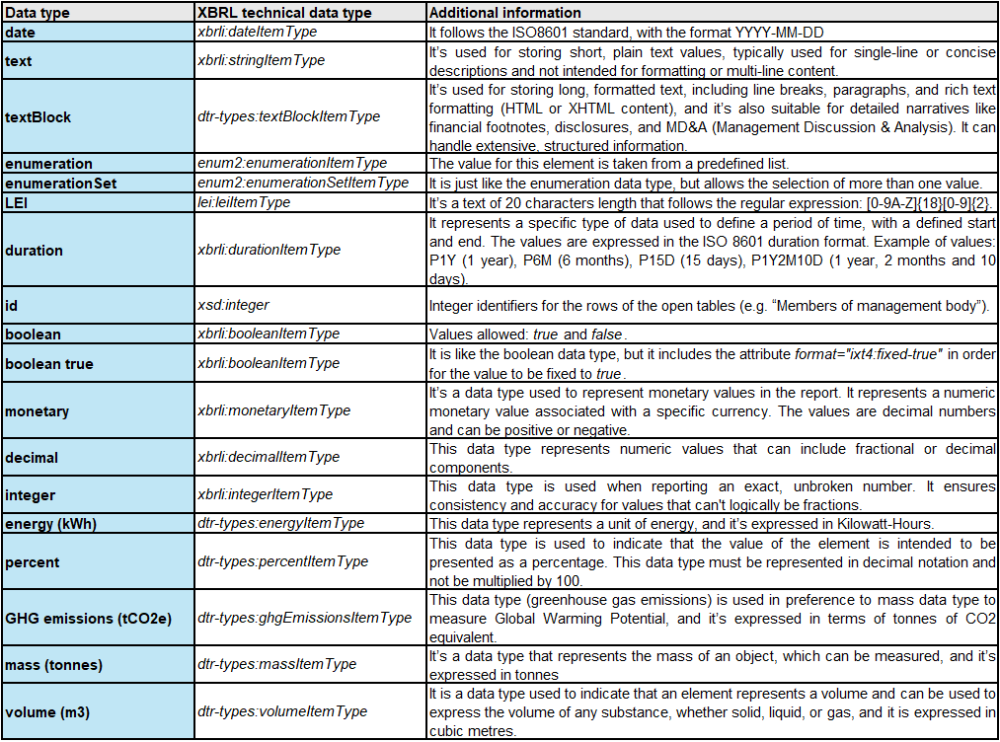 Data type XBRL technical data type Additional information
date xbrli:dateItemType It follows the ISO8601 standard, with the format YYYY-MM-DD
text xbrli:stringItemType It's used for storing short, plain text values, typically used for single-line or concise
descriptions and not intended for formatting or multi-line content.
textBlock dtr-types:textBlockItemType It's used for storing long, formatted text, including line breaks, paragraphs, and rich text
formatting (HTML or XHTML content), and it's also suitable for detailed narratives like
financial footnotes, disclosures, and MD&A (Management Discussion & Analysis). It can
handle extensive, structured information.
enumeration enum2:enumerationItemType The value for this element is taken from a predefined list.
enumerationSet enum2:enumerationSetItemType It is just like the enumeration data type, but allows the selection of more than one value.
LEI lei:leiItemType It's a text of 20 characters length that follows the regular expression: [0-9A-Z]{18}[0-9]{2}.
duration xbrli:durationItemType It represents a specific type of data used to define a period of time, with a defined start
and end. The values are expressed in the ISO 8601 duration format. Example of values:
P1Y (1 year), P6M (6 months), P15D (15 days), P1Y2M10D (1 year, 2 months and 10
days).
id xsd:integer Integer identifiers for the rows of the open tables (e.g. “Members of management body”).
boolean xbrli:booleanItemType Values allowed: true and false.
boolean true xbrli:booleanItemType It is like the boolean data type, but it includes the attribute format="ixt4:fixed-true" in order
for the value to be fixed to true.
monetary xbrli:monetaryItemType It's a data type used to represent monetary values in the report. It represents a numeric
monetary value associated with a specific currency. The values are decimal numbers
and can be positive or negative.
decimal xbrli:decimalItemType This data type represents numeric values that can include fractional or decimal
components.
integer xbrli:integerItemType This data type is used when reporting an exact, unbroken number. It ensures
consistency and accuracy for values that can't logically be fractions.
energy (kWh) dtr-types:energyItemType This data type represents a unit of energy, and it's expressed in Kilowatt-Hours.
percent dtr-types:percentItemType This data type is used to indicate that the value of the element is intended to be
presented as a percentage. This data type must be represented in decimal notation and
not be multiplied by 100.
GHG emissions (tCO2e) dtr-types:ghgEmissionsItemType This data type (greenhouse gas emissions) is used in preference to mass data type to
measure Global Warming Potential, and it's expressed in terms of tonnes of CO2
equivalent.
mass (tonnes) dtr-types:massItemType It's a data type that represents the mass of an object, which can be measured, and it's
expressed in tonnes
volume (m3) dtr-types:volumeItemType It is a data type used to indicate that an element represents a volume and can be used to
express the volume of any substance, whether solid, liquid, or gas, and it is expressed in
cubic metres.